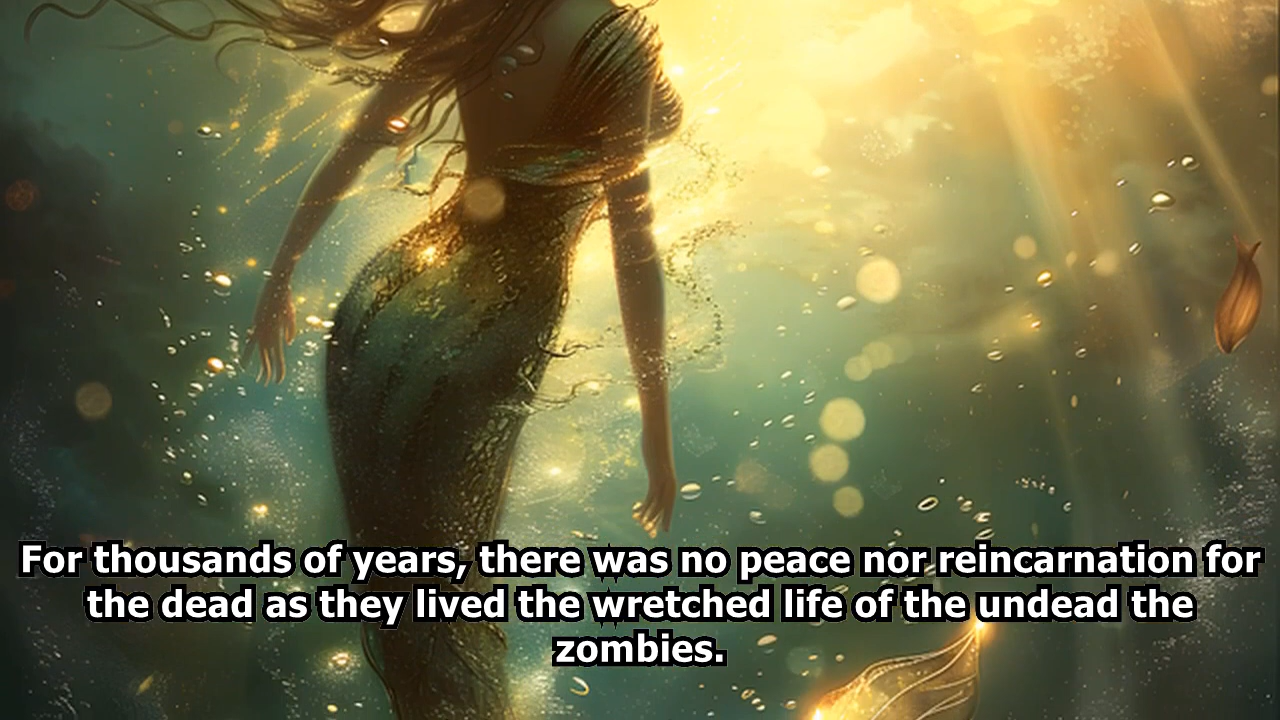 For thousands of years, there was no peace nor reincarnation for
the dead as they lived the wretched life of the undead the
zombies.